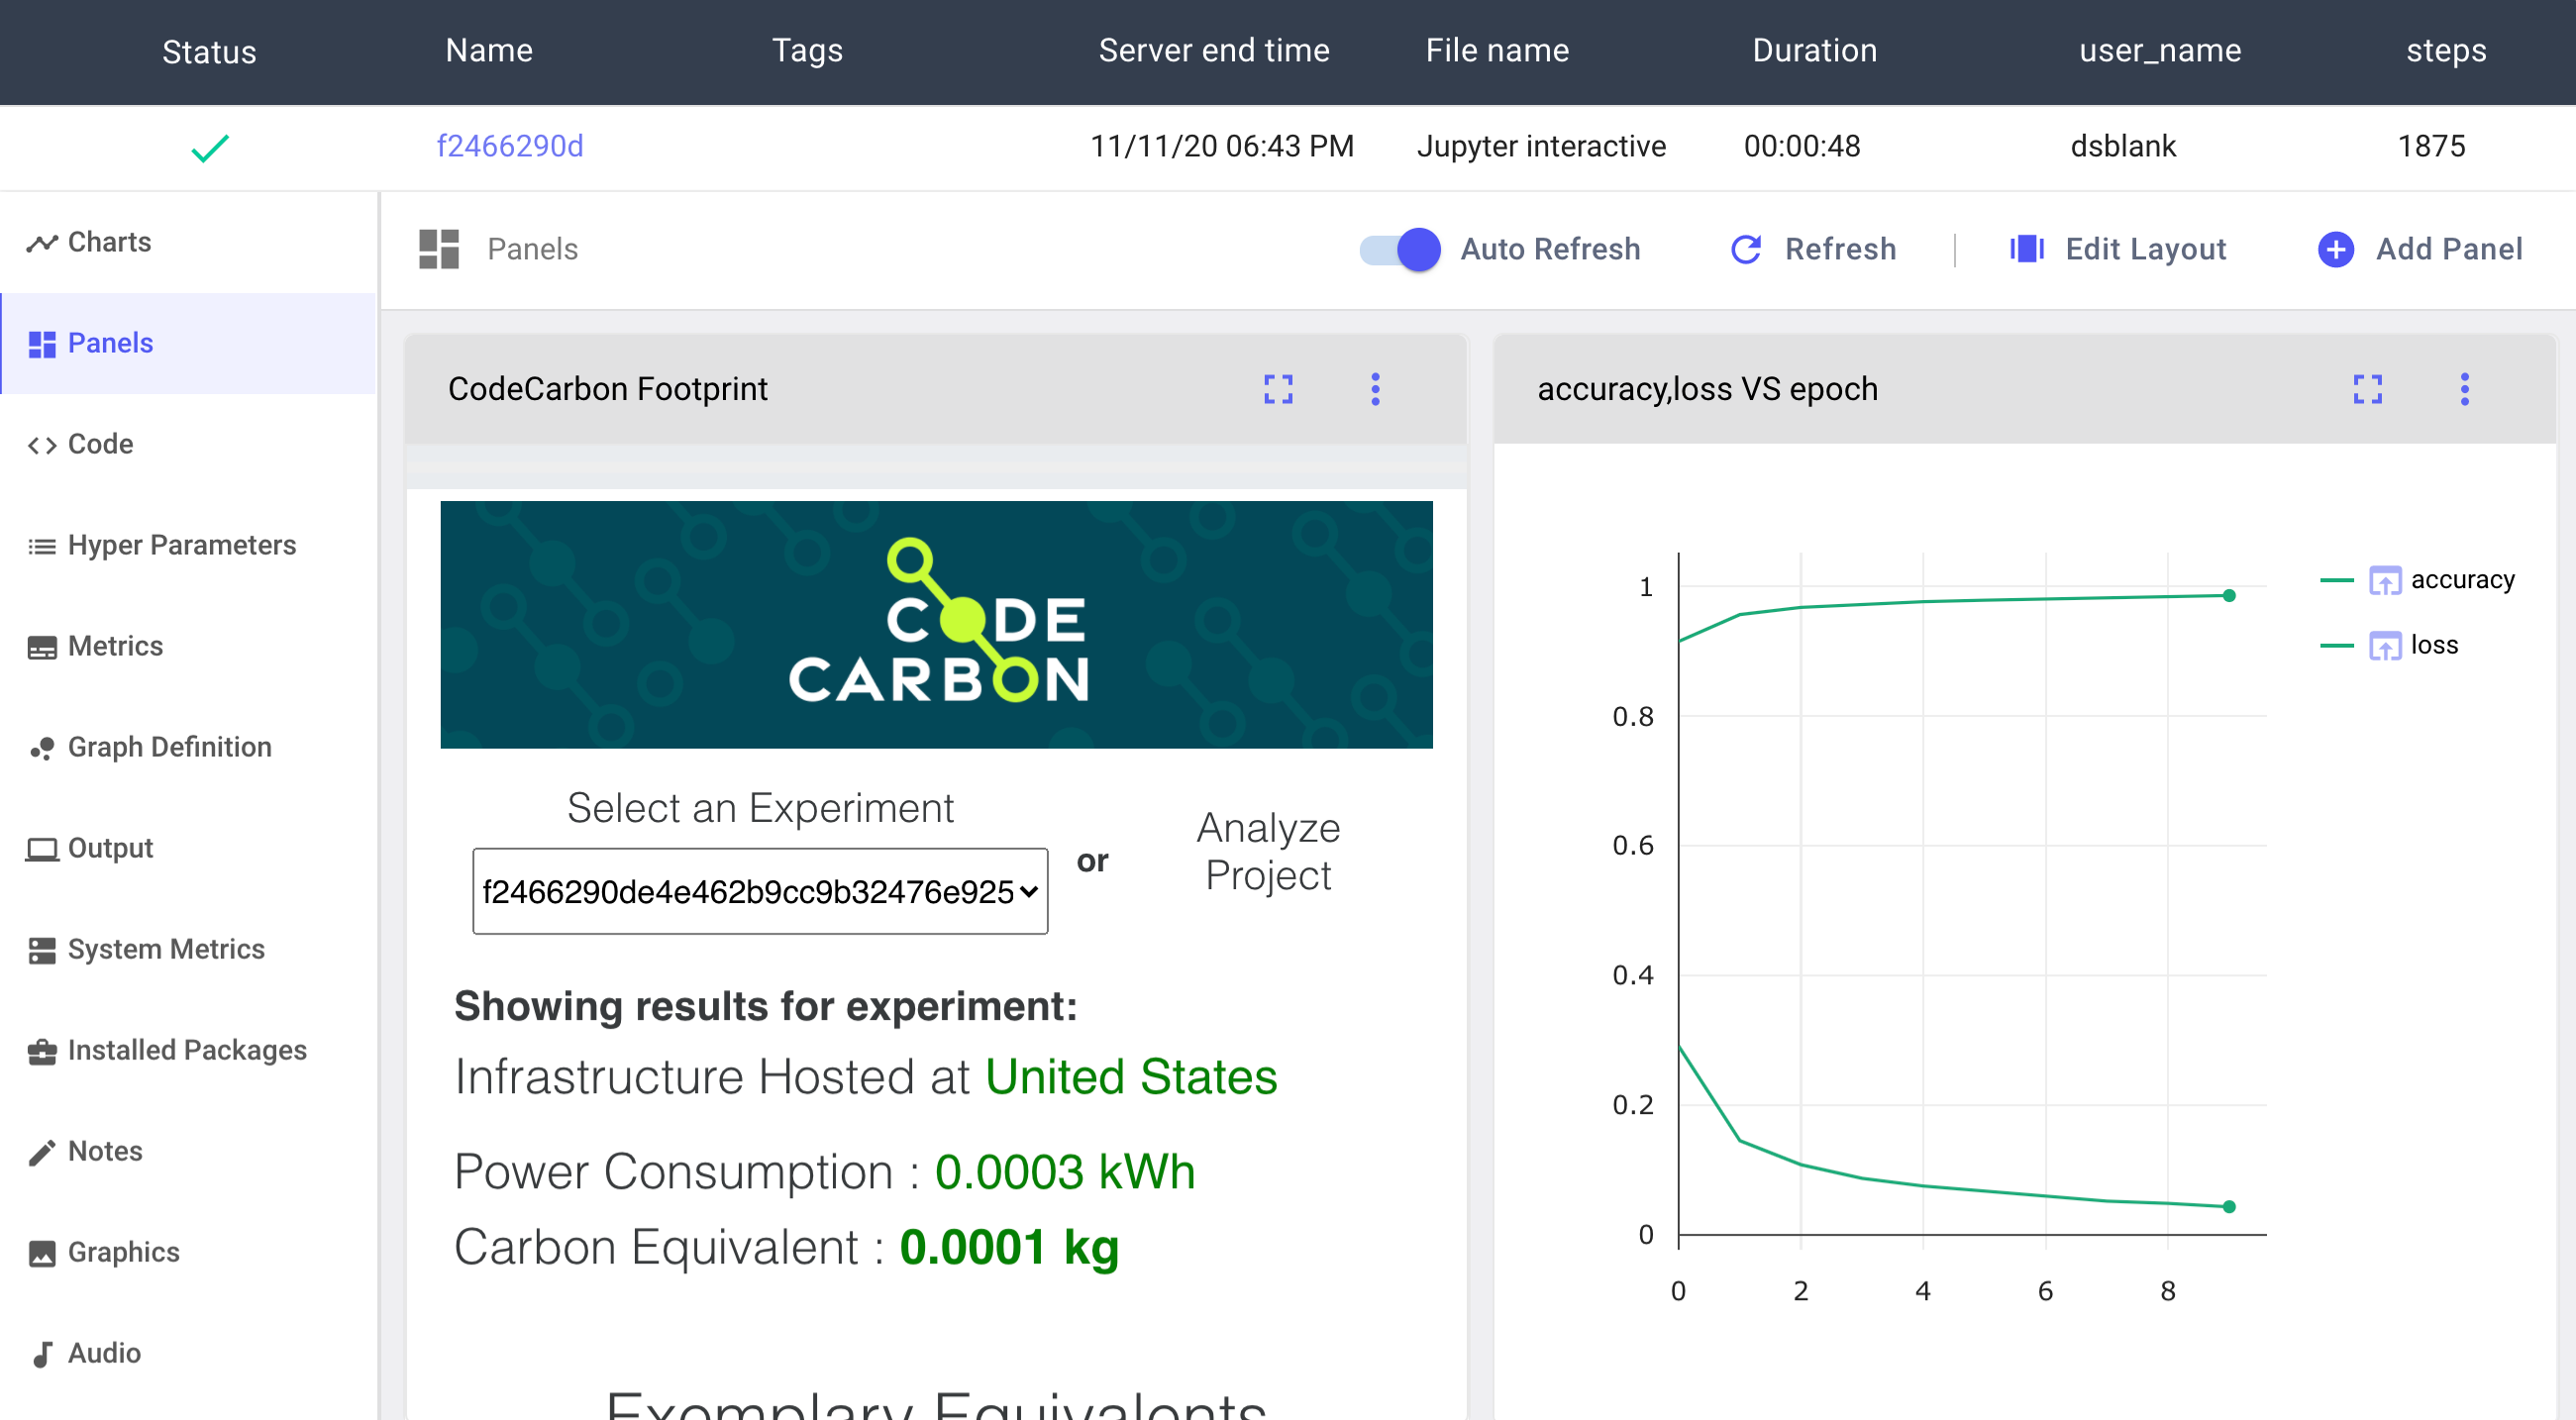 Status Name Tags Server end time File name Duration user_name steps
f2466290d 11/11/20 06:43 PM Jupyter interactive 00:00:48 dsblank 1875
Charts
Panels
Code
Hyper Parameters
Metrics
Graph Definition
Output
System Metrics
Installed Packages
Notes
Graphics
Audio
Panels Auto Refresh Refresh Edit Layout Add Panel
CodeCarbon Footprint
CODE
CARBON
Select an Experiment
f2466290de4e462b9cc9b32476e925
or
Analyze
Project
Showing results for experiment:
Infrastructure Hosted at United States
Power Consumption : 0.0003 kWh
Carbon Equivalent : 0.0001 kg
Exemplary Equivalents
accuracy,loss VS epoch
1
0.8
0.6
0.4
0.2
0
0 2 4 6 8
accuracy
loss